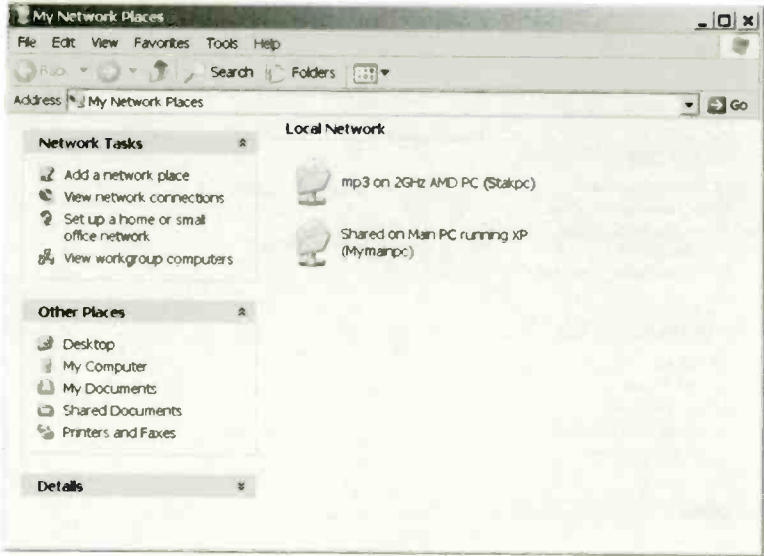 My Network Places
File Edit View Favorites Tools Help
Search Folders
Address My Network Places Go
Network Tasks
Add a network place
View network connections
Set up a home or small
office network
View workgroup computers
Other Places
Desktop
My Computer
My Documents
Shared Documents
Printers and Faxes
Details
Local Network
mp3 on 2GHz AMD PC (Stakpc)
Shared on Main PC running XP
(Mymainpc)